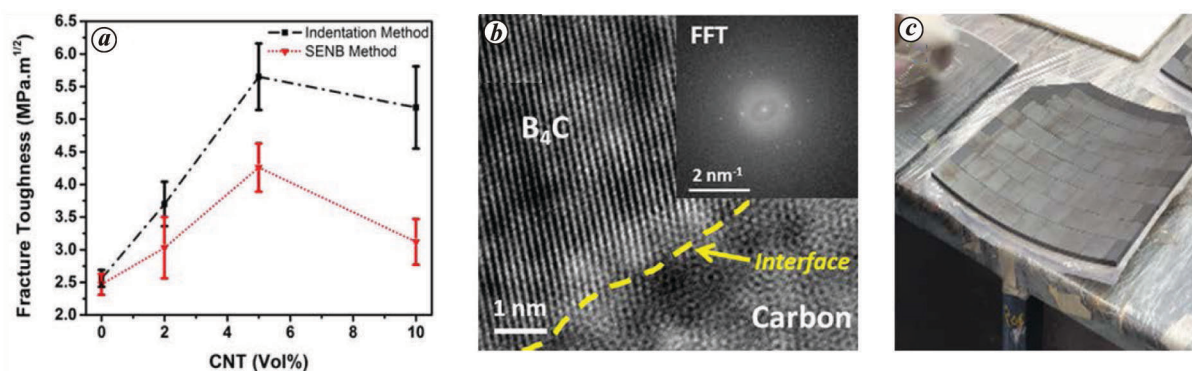 a
Indentation Method
SENB Method
Fracture Toughness (MPa.m1/2)
6.5
6.0
5.5
5.0
4.5
4.0
3.5
3.0
2.5
2.0
0
2
4
6
8
10
CNT (Vol%)
b
FFT
B₄C
2 nm⁻¹
Interface
1 nm
Carbon
c